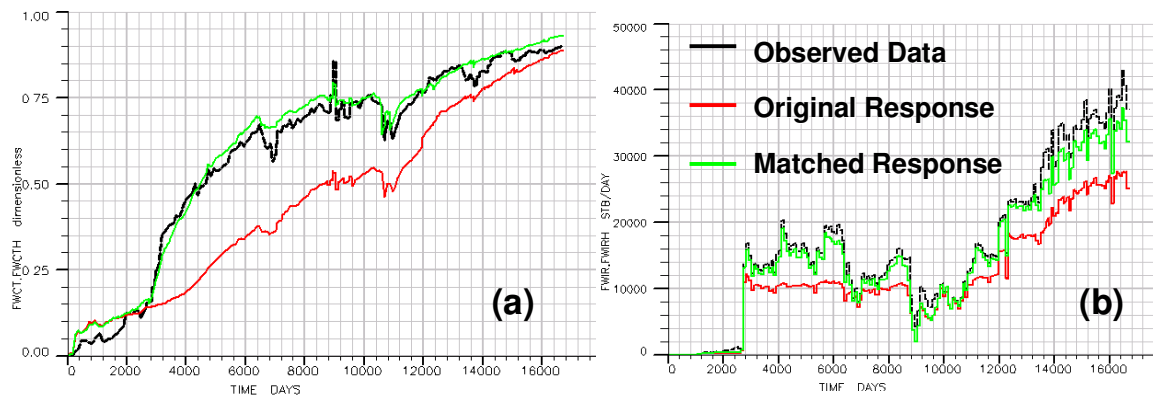 1.00
0.75
0.50
0.25
0.00
FWCT,FWCTH dimensionless
0 2000 4000 6000 8000 10000 12000 14000 16000
TIME DAYS
(a)
50000
40000
30000
20000
10000
0
FWIR,FWIRH STB/DAY
Observed Data
Original Response
Matched Response
0 2000 4000 6000 8000 10000 12000 14000 16000
TIME DAYS
(b)